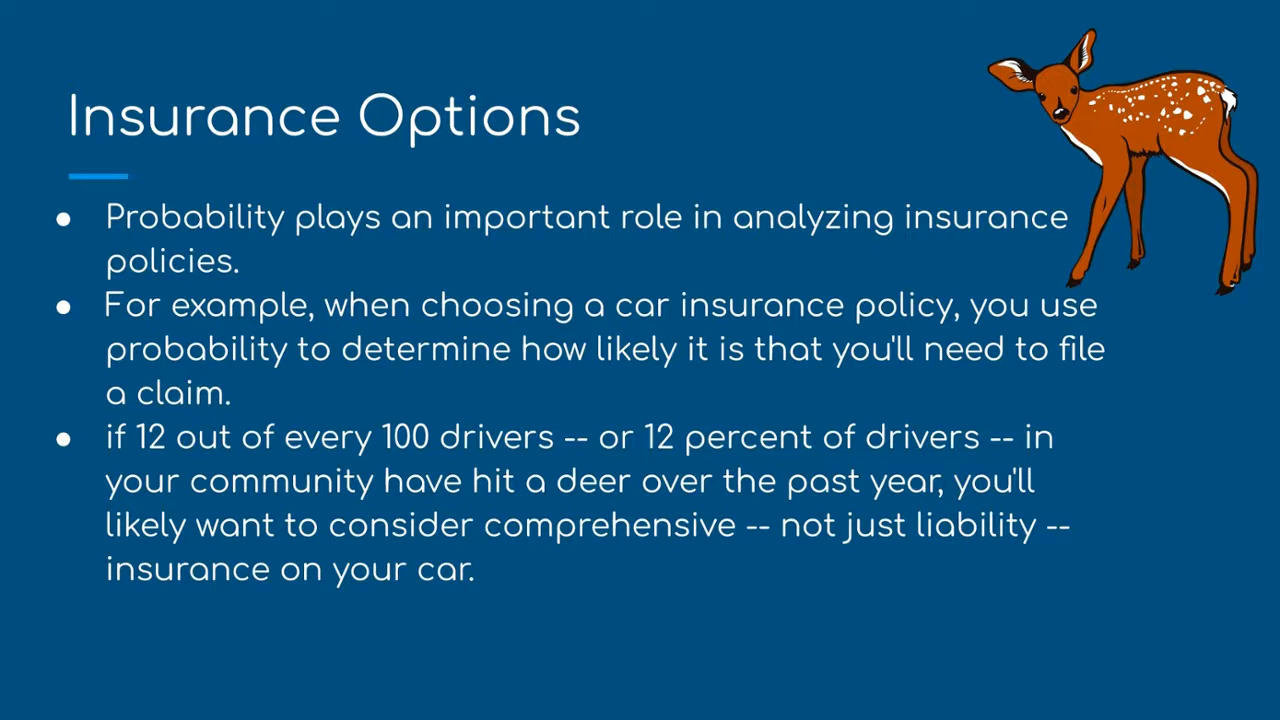 Insurance Options
● Probability plays an important role in analyzing insurance
policies.
● For example, when choosing a car insurance policy, you use
probability to determine how likely it is that you'll need to file
a claim.
● if 12 out of every 100 drivers -- or 12 percent of drivers -- in
your community have hit a deer over the past year, you'll
likely want to consider comprehensive -- not just liability --
insurance on your car.